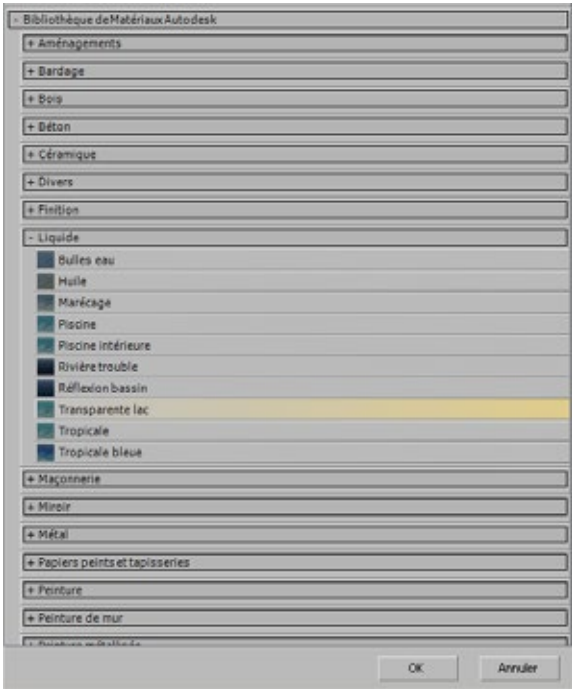 - Bibliothèque de Matériaux Autodesk
+ Aménagements
+ Bardage
+ Bois
+ Béton
+ Céramique
+ Divers
+ Finition
- Liquide
Bulles eau
Huile
Marécage
Piscine
Piscine intérieure
Rivière trouble
Réflexion bassin
Transparente lac
Tropicale
Tropicale bleue
+ Maçonnerie
+ Miroir
+ Métal
+ Papiers peints et tapisseries
+ Peinture
+ Peinture de mur
+ Peinture métallisée
OK
Annuler